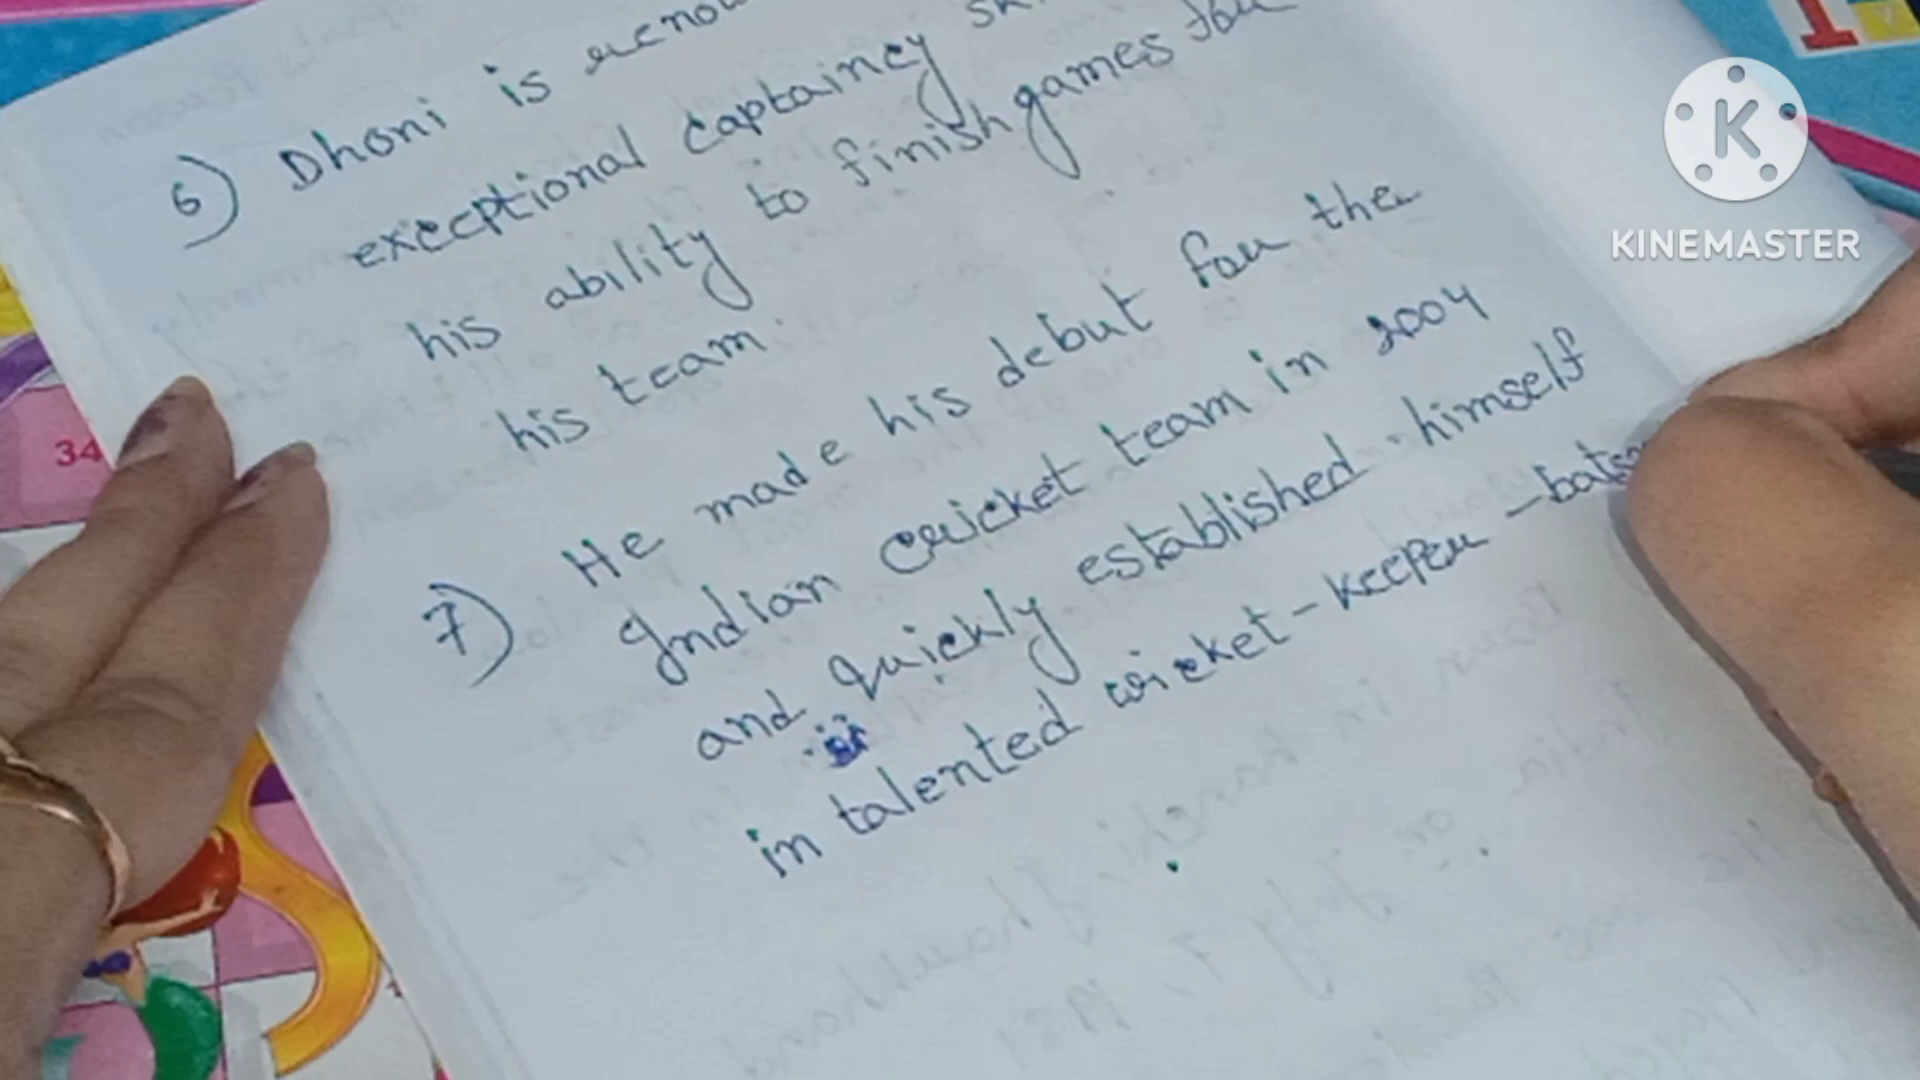 6) Dhoni is
exceptional captaincy
his ability to finish games for
his team.
7) He made his debut for the
Indian cricket team in 2004
and quickly established himself
in talented wicket-keeper-
KINEMASTER
34